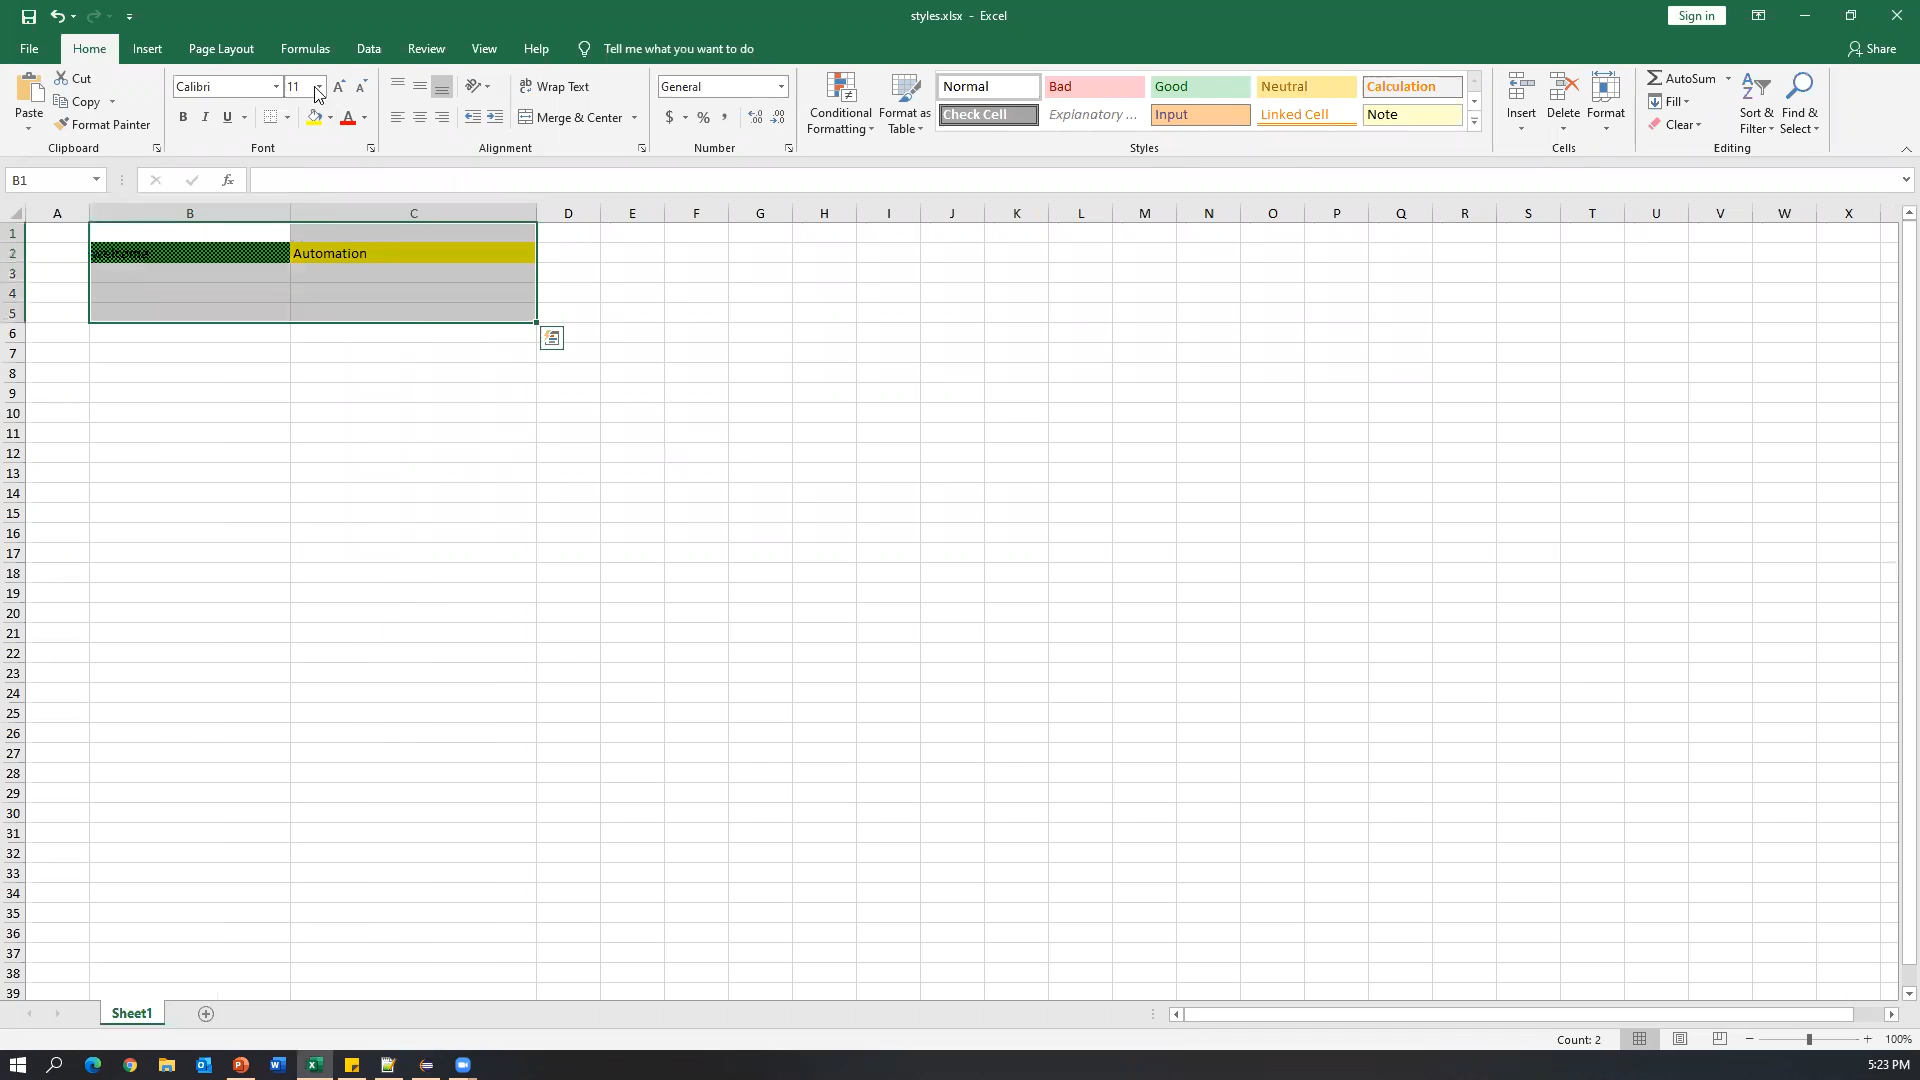 styles.xlsx - Excel
Sign in
File Home Insert Page Layout Formulas Data Review View Help Tell me what you want to do
Share
Paste
Cut
Copy
Format Painter
Clipboard
Calibri 11
B I U
Font
Wrap Text
Merge & Center
Alignment
General
$ % ,
Number
Conditional Formatting
Format as Table
Normal Bad Good Neutral Calculation
Check Cell Explanatory ... Input Linked Cell Note
Styles
Insert Delete Format
Cells
AutoSum
Fill
Clear
Sort & Filter
Find & Select
Editing
B1
fx
A B C D E F G H I J K L M N O P Q R S T U V W X
1
2 welcome Automation
3
4
5
6
7
8
9
10
11
12
13
14
15
16
17
18
19
20
21
22
23
24
25
26
27
28
29
30
31
32
33
34
35
36
37
38
39
Sheet1
Count: 2
100%
5:23 PM